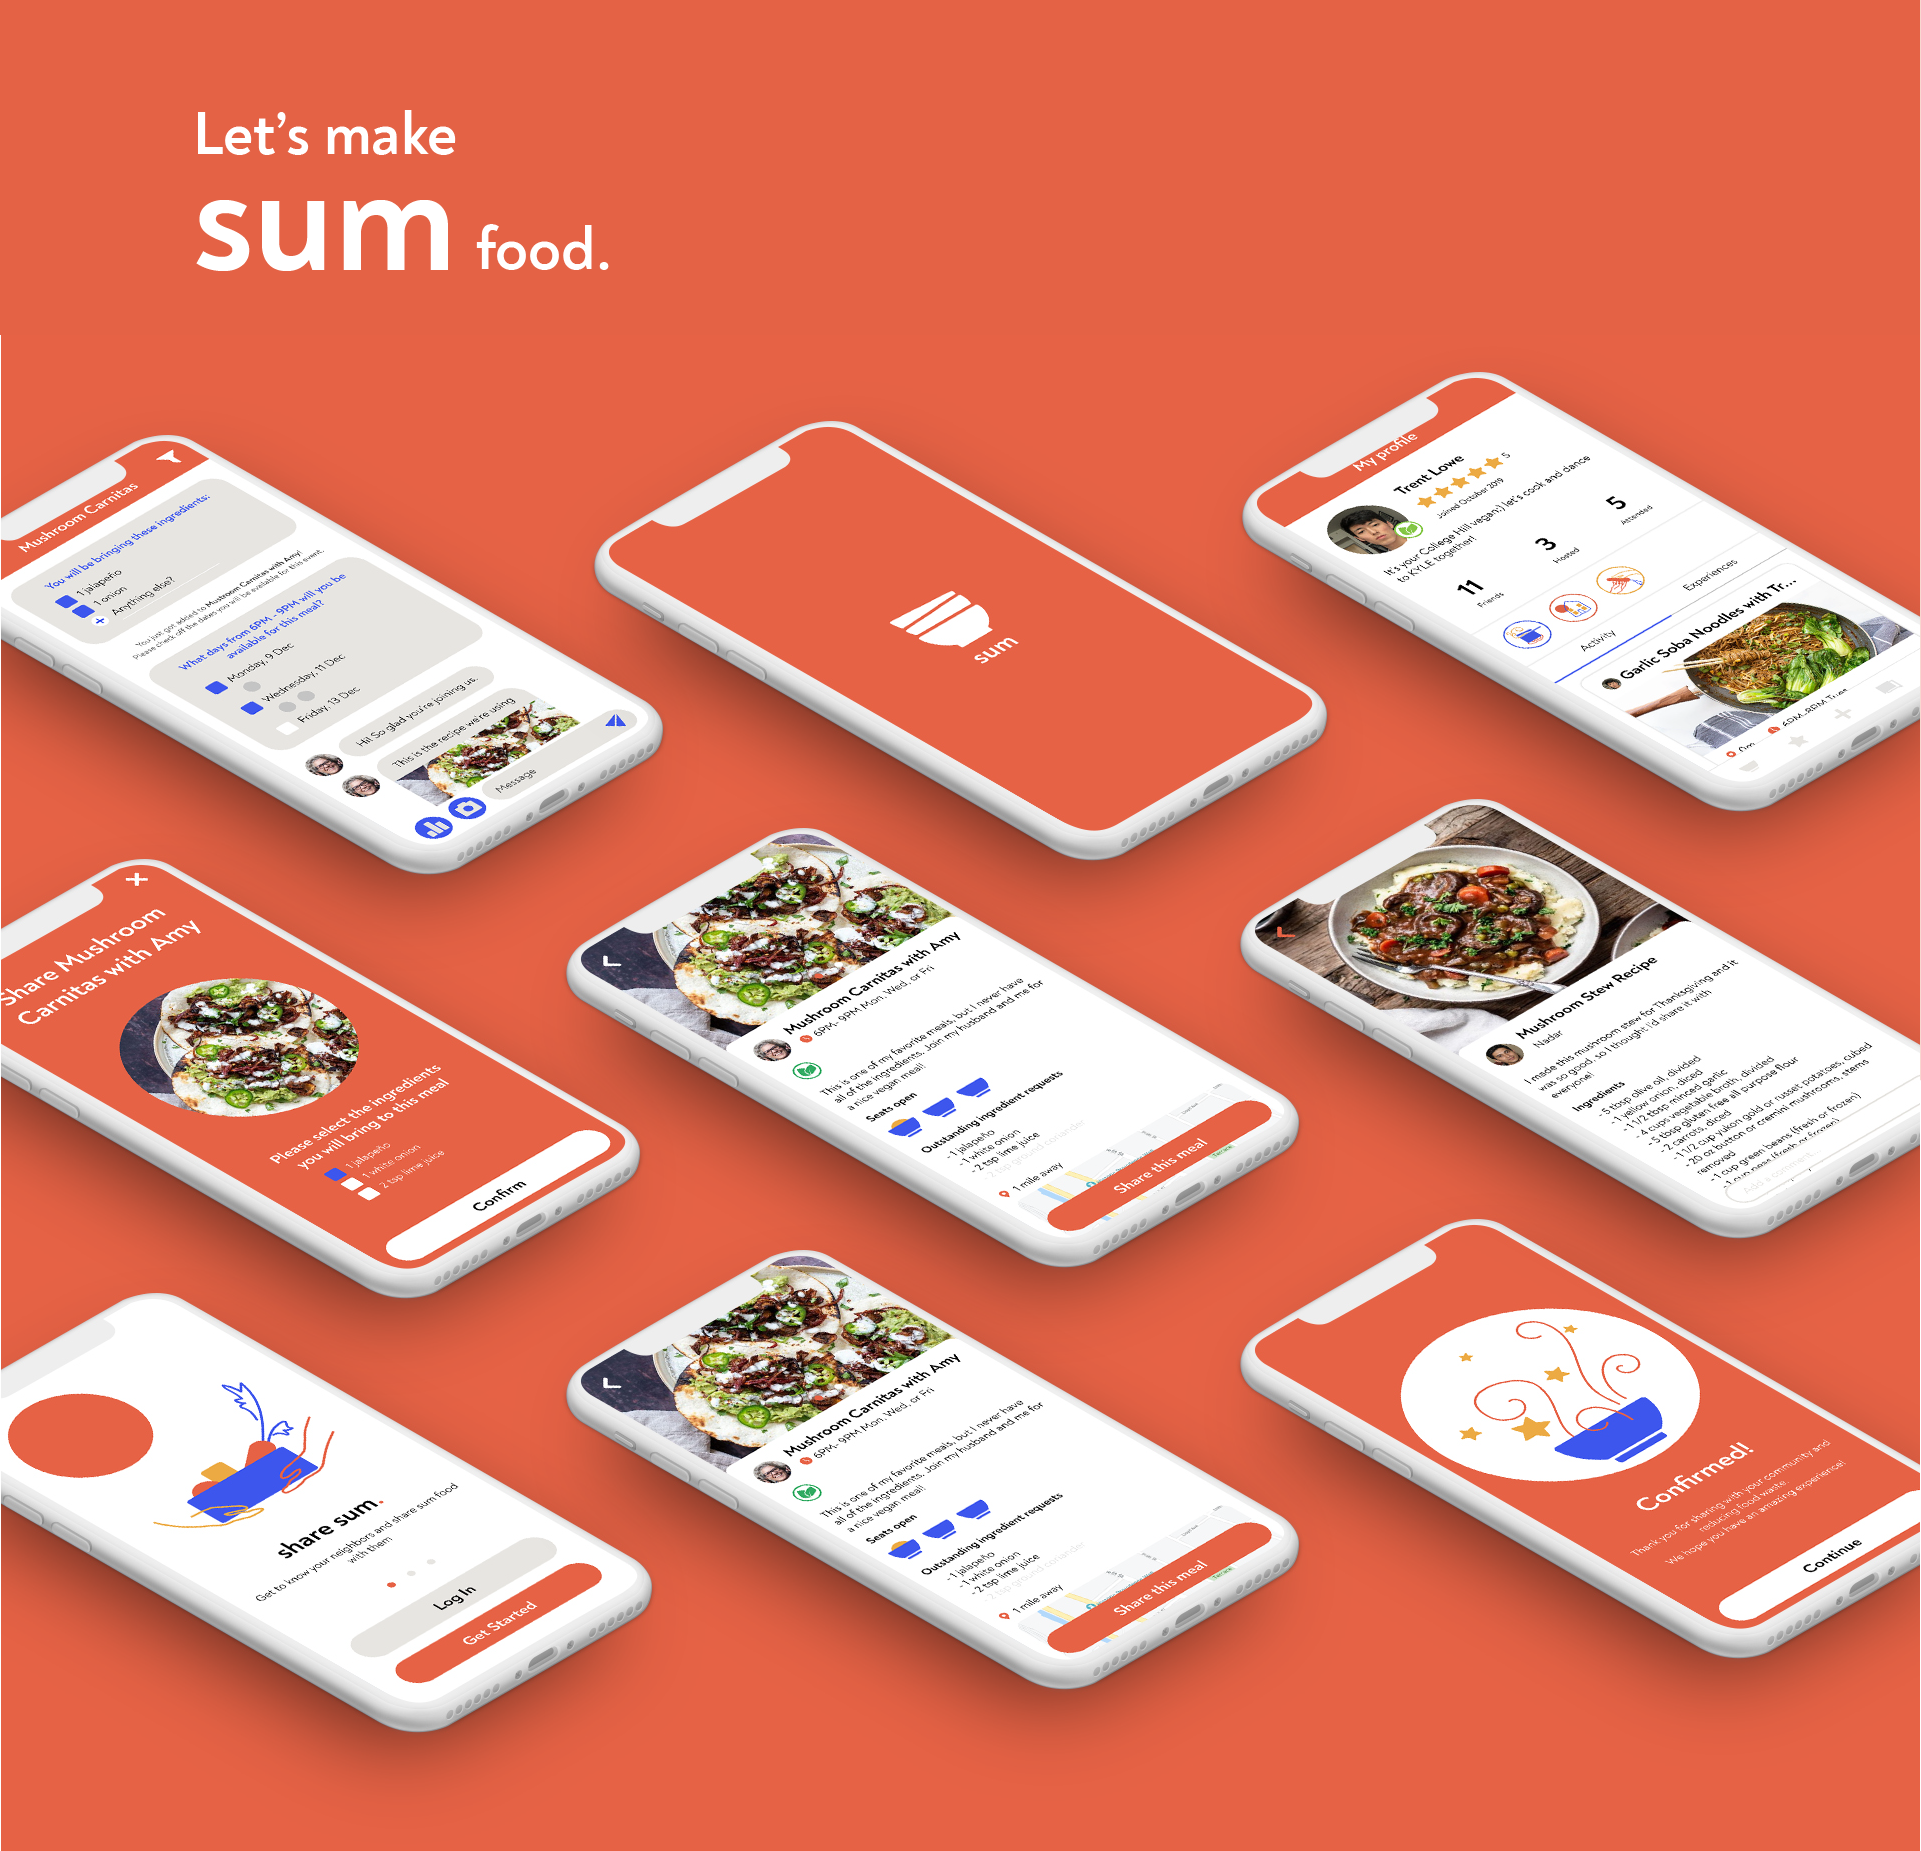 Let's make
sum food.
Mushroom Carnitas
You will be bringing these ingredients:
1 jalapeño
1 onion
Anything else?
You just got added to Mustroom Carnitas with Amy!
Please check off the dates you will be available for this event.
What days from 6PM - 9PM will you be
available for this meal?
Monday, 9 Dec
Wednesday, 11 Dec
Friday, 13 Dec
Hi! So glad you're joining us.
This is the recipe we're using
Message
sum
My profile
Trent Lowe
5
Joined October 2019
It's your College Hill vegan:) let's cook and dance
to KYLE together!
11
Friends
3
Hosted
5
Attended
Activity
Experiences
Garlic Soba Noodles with Tr...
6PM-8PM Tues
Share Mushroom
Carnitas with Amy
Please select the ingredients
you will bring to this meal
1 jalapeño
1 white onion
2 tsp lime juice
Confirm
Mushroom Carnitas with Amy
6PM- 9PM Mon, Wed, or Fri
This is one of my favorite meals, but I never have
all of the ingredients. Join my husband and me for
a nice vegan meal!
Seats open
Outstanding ingredient requests
- 1 jalapeño
- 1 white onion
- 2 tsp lime juice
- 2 tsp ground coriander
1 mile away
Share this meal
Mushroom Stew Recipe
Nadar
I made this mushroom stew for Thanksgiving and it
was so good, so I thought I'd share it with
everyone!
Ingredients
- 5 tbsp olive oil, divided
- 1 yellow onion, diced
- 1 1/2 tbsp minced garlic
- 4 cups vegetable broth, divided
- 5 tbsp gluten free all purpose flour
- 2 carrots, diced
- 1 1/2 cup yukon gold or russet potatoes, cubed
- 20 oz button or cremini mushrooms, stems
removed
- 1 cup green beans (fresh or frozen)
- 1 cup peas (fresh or frozen)
Add a comment
share sum.
Get to know your neighbors and share sum food
with them
Log In
Get Started
Mushroom Carnitas with Amy
6PM- 9PM Mon, Wed, or Fri
This is one of my favorite meals, but I never have
all of the ingredients. Join my husband and me for
a nice vegan meal!
Seats open
Outstanding ingredient requests
- 1 jalapeño
- 1 white onion
- 2 tsp lime juice
- 2 tsp ground coriander
1 mile away
Share this meal
Confirmed!
Thank you for sharing with your community and
reducing food waste.
We hope you have an amazing experience!
Continue